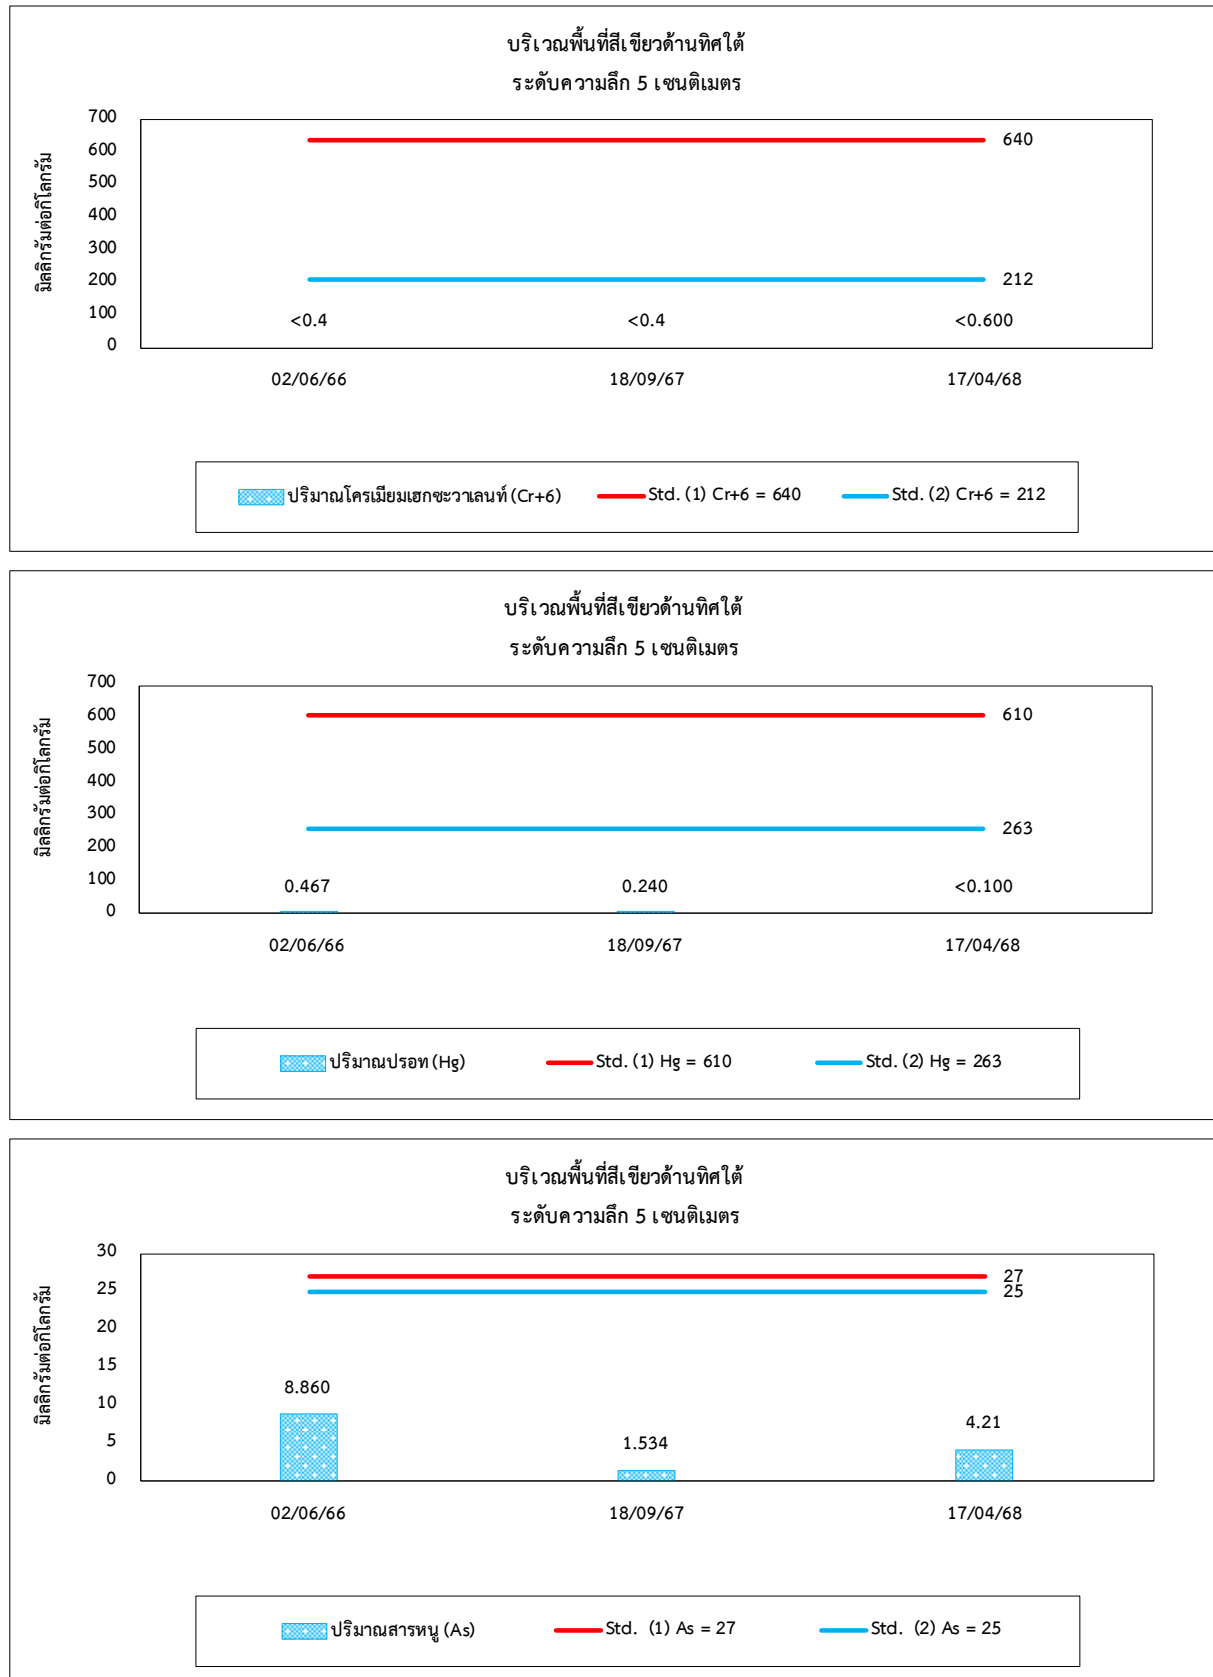 บริเวณพื้นที่สีเขียวด้านทิศใต้
ระดับความลึก 5 เซนติเมตร
มิลลิกรัมต่อกิโลกรัม
700
600
500
400
300
200
100
0
640
212
<0.4 <0.4 <0.600
02/06/66 18/09/67 17/04/68
ปริมาณโครเมียมเฮกซะวาเลนท์ (Cr+6) Std. (1) Cr+6 = 640 Std. (2) Cr+6 = 212
บริเวณพื้นที่สีเขียวด้านทิศใต้
ระดับความลึก 5 เซนติเมตร
มิลลิกรัมต่อกิโลกรัม
700
600
500
400
300
200
100
0
610
263
0.467 0.240 <0.100
02/06/66 18/09/67 17/04/68
ปริมาณปรอท (Hg) Std. (1) Hg = 610 Std. (2) Hg = 263
บริเวณพื้นที่สีเขียวด้านทิศใต้
ระดับความลึก 5 เซนติเมตร
มิลลิกรัมต่อกิโลกรัม
30
25
20
15
10
5
0
27
25
8.860 1.534 4.21
02/06/66 18/09/67 17/04/68
ปริมาณสารหนู (As) Std. (1) As = 27 Std. (2) As = 25